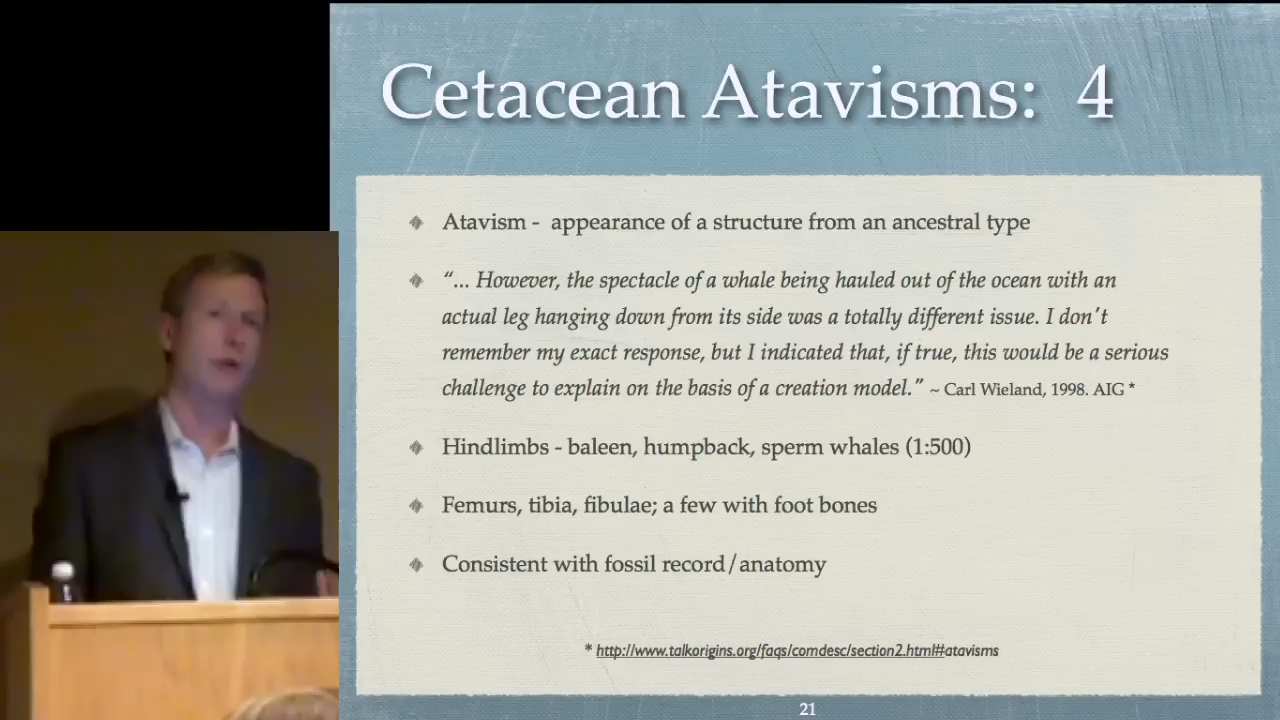 Cetacean Atavisms: 4
Atavism - appearance of a structure from an ancestral type
“... However, the spectacle of a whale being hauled out of the ocean with an
actual leg hanging down from its side was a totally different issue. I don't
remember my exact response, but I indicated that, if true, this would be a serious
challenge to explain on the basis of a creation model.” ~ Carl Wieland, 1998. AIG *
Hindlimbs - baleen, humpback, sperm whales (1:500)
Femurs, tibia, fibulae; a few with foot bones
Consistent with fossil record/anatomy
* http://www.talkorigins.org/faqs/comdesc/section2.html#atavisms
21